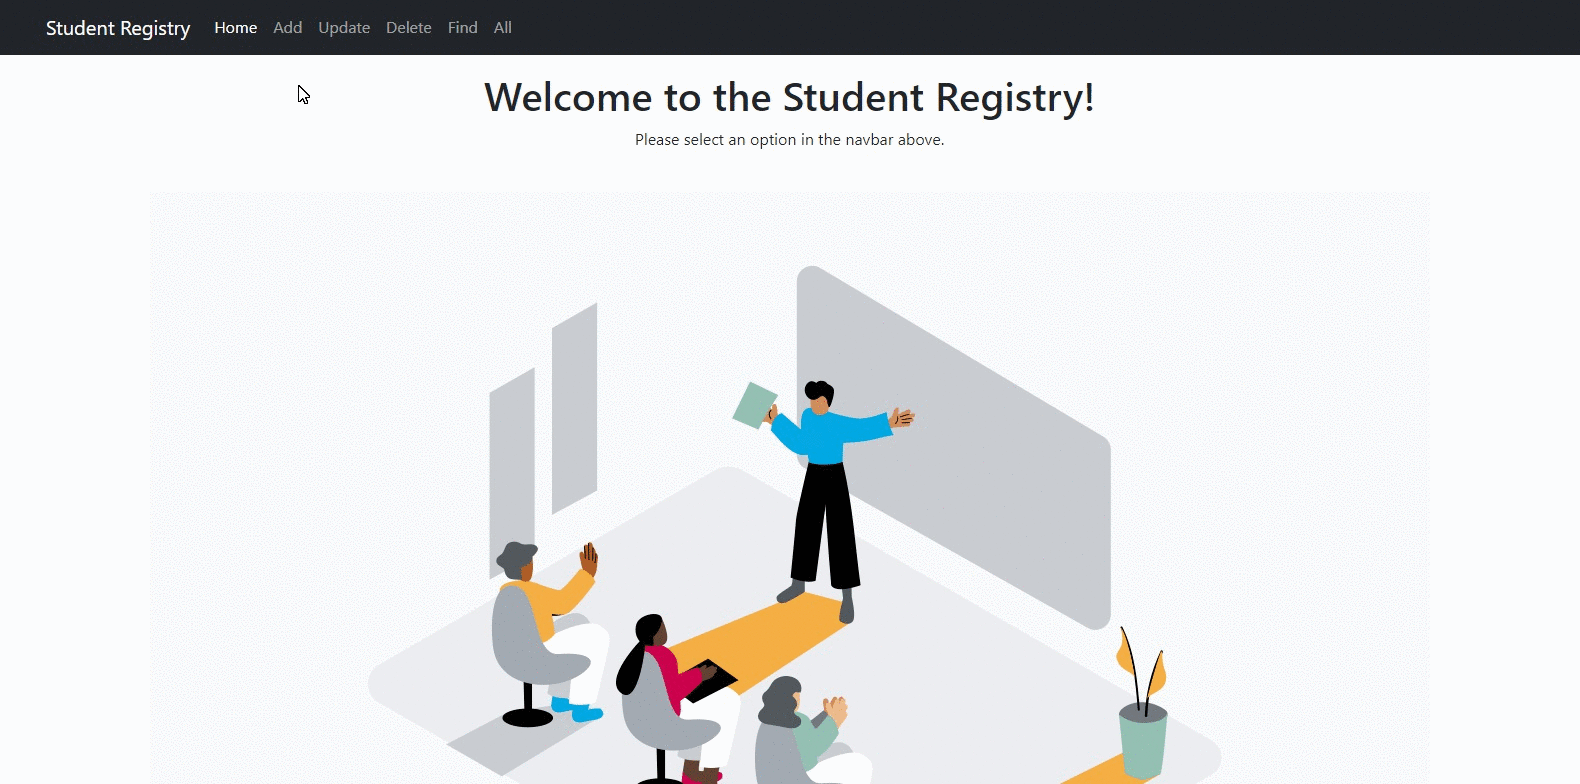 Student Registry Home Add Update Delete Find All
Welcome to the Student Registry!
Please select an option in the navbar above.